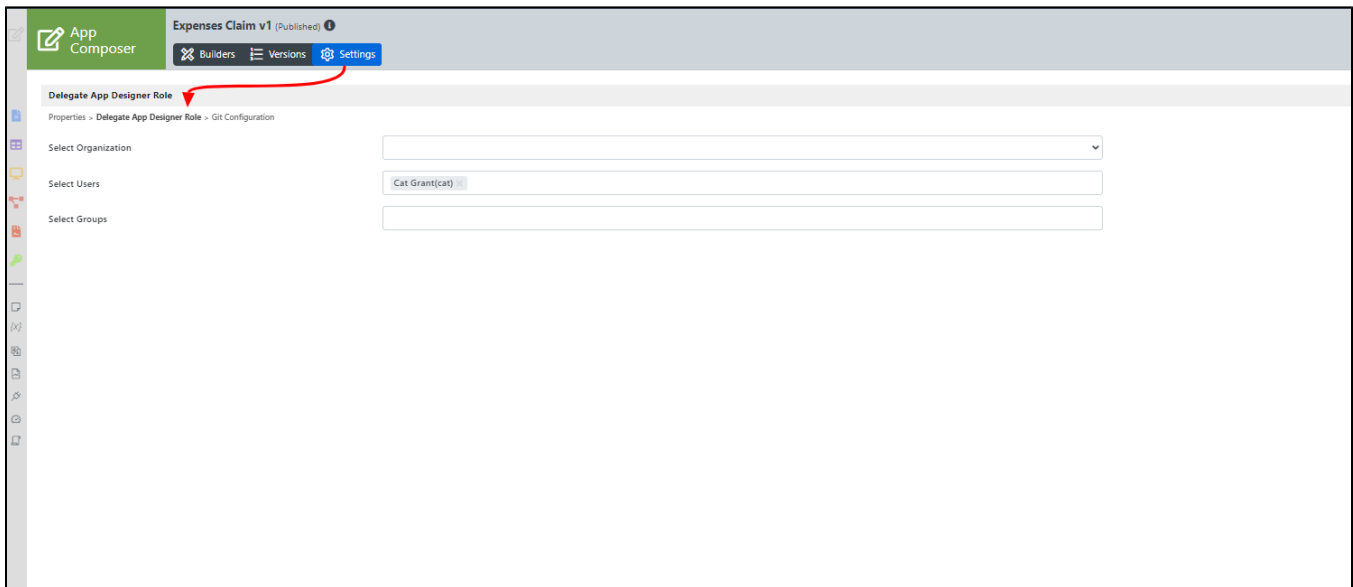 App
Composer
Expenses Claim v1 (Published)
Builders Versions Settings
Delegate App Designer Role
Properties > Delegate App Designer Role > Git Configuration
Select Organization
Select Users Cat Grant(cat) ×
Select Groups
{x}